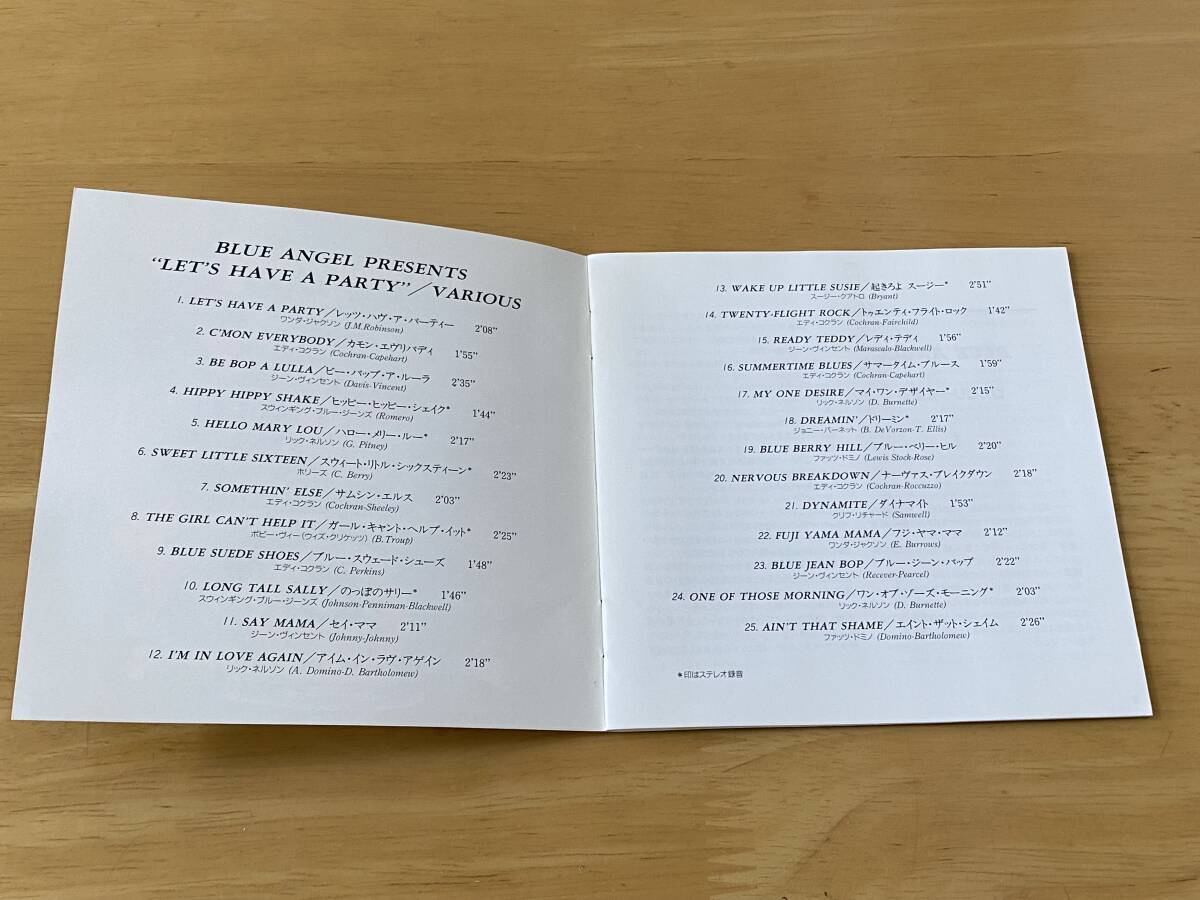 BLUE ANGEL PRESENTS
“LET'S HAVE A PARTY”／VARIOUS
1. LET'S HAVE A PARTY／レッツ・ハヴ・ア・パーティー 2'08"
ワンダ・ジャクソン (J.M.Robinson)
2. C'MON EVERYBODY／カモン・エヴリバディ 1'55"
エディ・コクラン (Cochran-Capehart)
3. BE BOP A LULLA／ビー・バップ・ア・ルーラ 2'35"
ジーン・ヴィンセント (Davis-Vincent)
4. HIPPY HIPPY SHAKE／ヒッピー・ヒッピー・シェイク* 1'44"
スウィンギング・ブルー・ジーンズ (Romero)
5. HELLO MARY LOU／ハロー・メリー・ルー* 2'17"
リック・ネルソン (G. Pitney)
6. SWEET LITTLE SIXTEEN／スウィート・リトル・シックスティーン* 2'23"
ホリーズ (C. Berry)
7. SOMETHIN' ELSE／サムシン・エルス 2'03"
エディ・コクラン (Cochran-Sheeley)
8. THE GIRL CAN'T HELP IT／ガール・キャント・ヘルプ・イット* 2'25"
ボビー・ヴィー (ウィズ・クリケッツ) (B.Troup)
9. BLUE SUEDE SHOES／ブルー・スウェード・シューズ 1'48"
エディ・コクラン (C. Perkins)
10. LONG TALL SALLY／のっぽのサリー* 1'46"
スウィンギング・ブルー・ジーンズ (Johnson-Penniman-Blackwell)
11. SAY MAMA／セイ・ママ 2'11"
ジーン・ヴィンセント (Johnny-Johnny)
12. I'M IN LOVE AGAIN／アイム・イン・ラヴ・アゲイン 2'18"
リック・ネルソン (A. Domino-D. Bartholomew)
13. WAKE UP LITTLE SUSIE／起きろよ スージー* 2'51"
スージー・クアトロ (Bryant)
14. TWENTY-FLIGHT ROCK／トゥエンティ・フライト・ロック 1'42"
エディ・コクラン (Cochran-Fairchild)
15. READY TEDDY／レディ・テディ 1'56"
ジーン・ヴィンセント (Marascalo-Blackwell)
16. SUMMERTIME BLUES／サマータイム・ブルース 1'59"
エディ・コクラン (Cochran-Capehart)
17. MY ONE DESIRE／マイ・ワン・デザイヤー* 2'15"
リック・ネルソン (D. Burnette)
18. DREAMIN'／ドリーミン* 2'17"
ジョニー・バーネット (B. DeVorzon-T. Ellis)
19. BLUE BERRY HILL／ブルー・ベリー・ヒル 2'20"
ファッツ・ドミノ (Lewis Stock-Rose)
20. NERVOUS BREAKDOWN／ナーヴァス・ブレイクダウン 2'18"
エディ・コクラン (Cochran-Roccuzzo)
21. DYNAMITE／ダイナマイト 1'53"
クリフ・リチャード (Samwell)
22. FUJI YAMA MAMA／フジ・ヤマ・ママ 2'12"
ワンダ・ジャクソン (E. Burrows)
23. BLUE JEAN BOP／ブルー・ジーン・バップ 2'22"
ジーン・ヴィンセント (Recever-Pearcel)
24. ONE OF THOSE MORNING／ワン・オブ・ゾーズ・モーニング* 2'03"
リック・ネルソン (D. Burnette)
25. AIN'T THAT SHAME／エイント・ザット・シェイム 2'26"
ファッツ・ドミノ (Domino-Bartholomew)
*印はステレオ録音